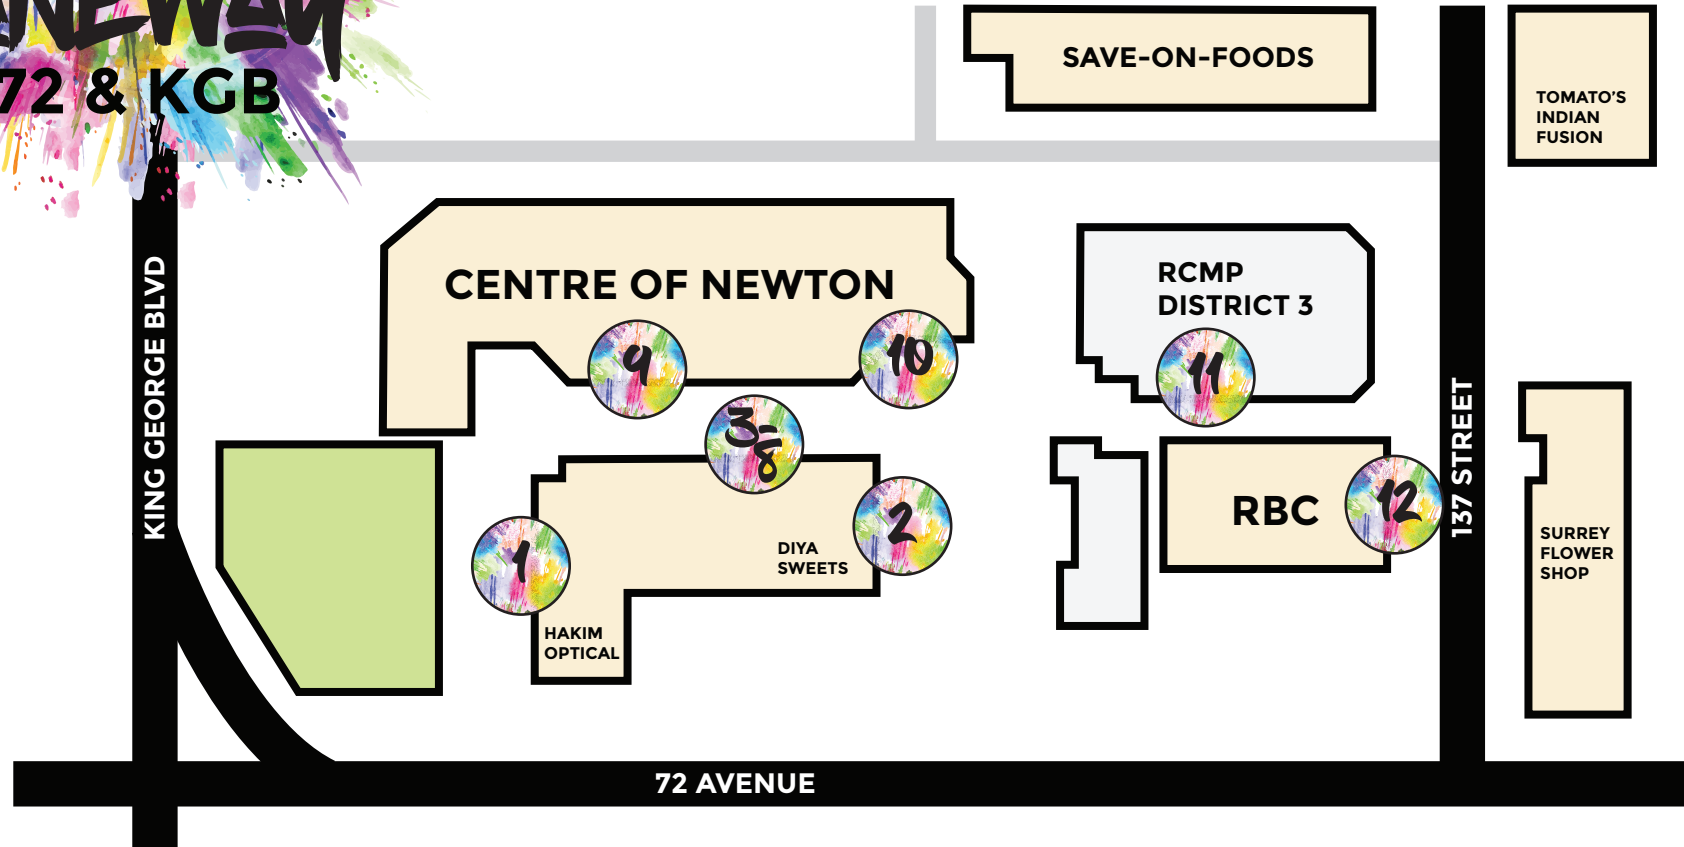 72 & KGB
SAVE-ON-FOODS
TOMATO'S
INDIAN
FUSION
KING GEORGE BLVD
CENTRE OF NEWTON
RCMP
DISTRICT 3
9
10
11
3-8
1
2
DIYA
SWEETS
HAKIM
OPTICAL
RBC
12
137 STREET
SURREY
FLOWER
SHOP
72 AVENUE